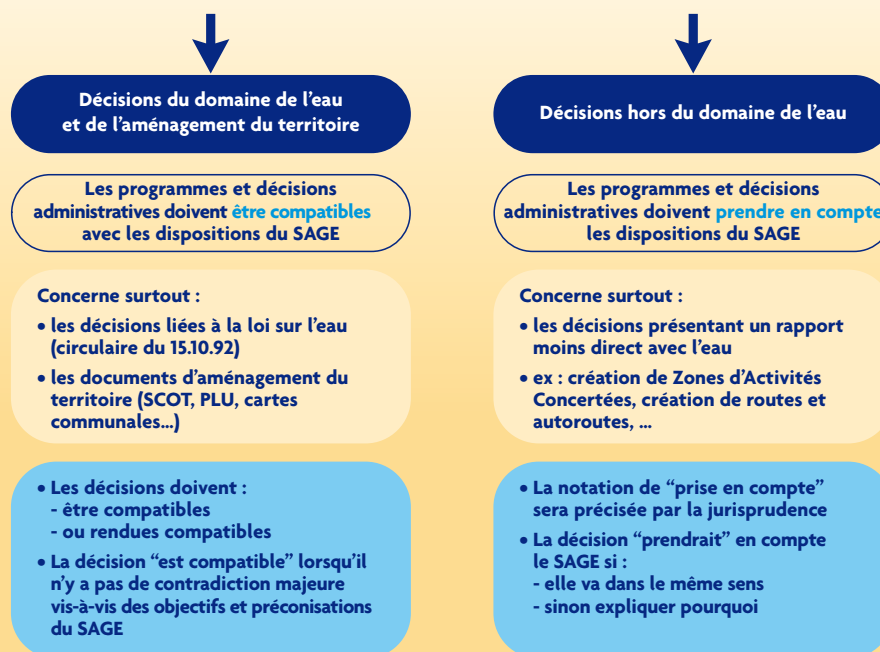 Décisions du domaine de l'eau
et de l'aménagement du territoire
Les programmes et décisions
administratives doivent être compatibles
avec les dispositions du SAGE
Concerne surtout :
• les décisions liées à la loi sur l'eau
(circulaire du 15.10.92)
• les documents d'aménagement du
territoire (SCOT, PLU, cartes
communales...)
• Les décisions doivent :
- être compatibles
- ou rendues compatibles
• La décision “est compatible” lorsqu'il
n'y a pas de contradiction majeure
vis-à-vis des objectifs et préconisations
du SAGE
Décisions hors du domaine de l'eau
Les programmes et décisions
administratives doivent prendre en compte
les dispositions du SAGE
Concerne surtout :
• les décisions présentant un rapport
moins direct avec l'eau
• ex : création de Zones d'Activités
Concertées, création de routes et
autoroutes, ...
• La notation de “prise en compte”
sera précisée par la jurisprudence
• La décision “prendrait” en compte
le SAGE si :
- elle va dans le même sens
- sinon expliquer pourquoi